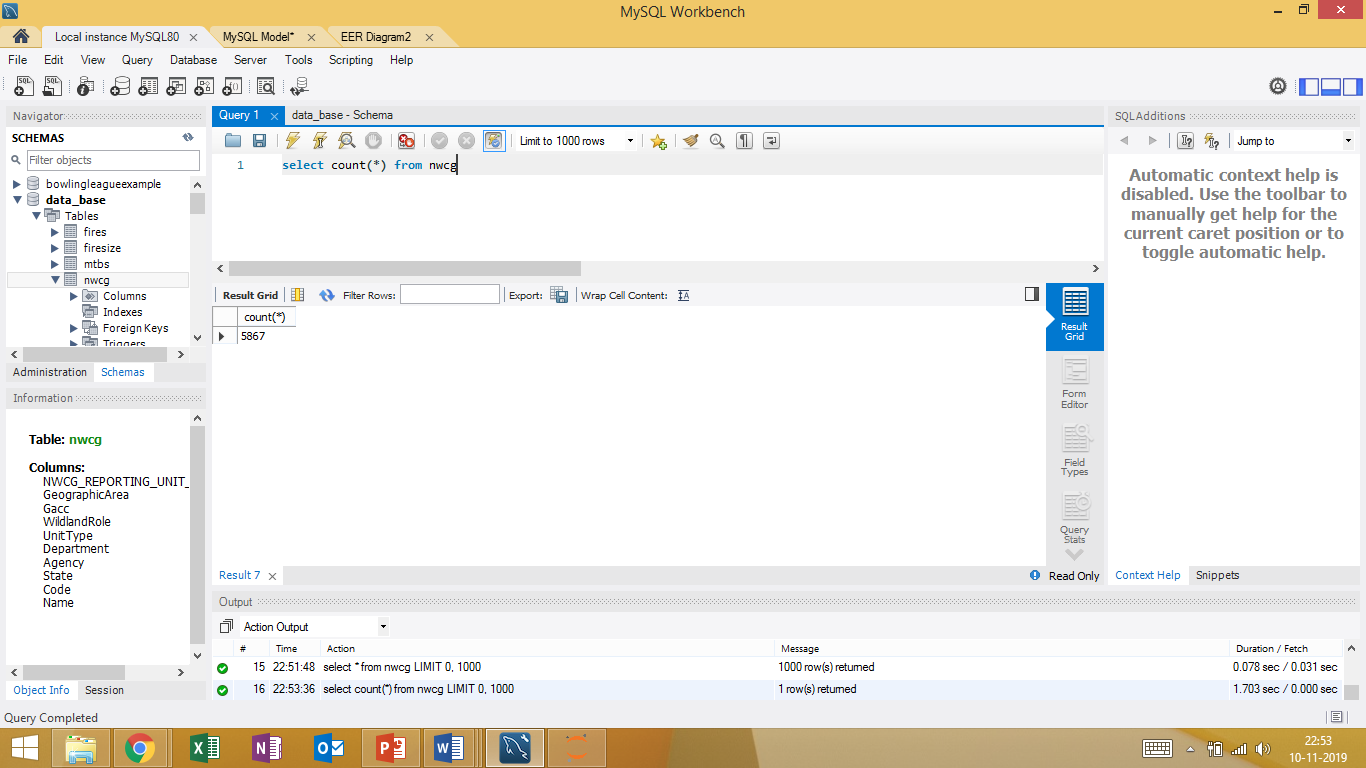 MySQL Workbench
Local instance MySQL80
MySQL Model*
EER Diagram2
File Edit View Query Database Server Tools Scripting Help
Navigator
SCHEMAS
Filter objects
bowlingleagueexample
data_base
Tables
fires
firesize
mtbs
nwcg
Columns
Indexes
Foreign Keys
Triggers
Administration Schemas
Information
Table: nwcg
Columns:
NWCG_REPORTING_UNIT_
GeographicArea
Gacc
WildlandRole
UnitType
Department
Agency
State
Code
Name
Object Info Session
Query 1
data_base - Schema
Limit to 1000 rows
1 select count(*) from nwcg
Result Grid Filter Rows: Export: Wrap Cell Content:
count(*)
5867
Result Grid
Form Editor
Field Types
Query Stats
Result 7
Read Only
SQLAdditions
Jump to
Automatic context help is
disabled. Use the toolbar to
manually get help for the
current caret position or to
toggle automatic help.
Context Help Snippets
Output
Action Output
# Time Action Message Duration / Fetch
15 22:51:48 select * from nwcg LIMIT 0, 1000 1000 row(s) returned 0.078 sec / 0.031 sec
16 22:53:36 select count(*) from nwcg LIMIT 0, 1000 1 row(s) returned 1.703 sec / 0.000 sec
Query Completed
22:53
10-11-2019